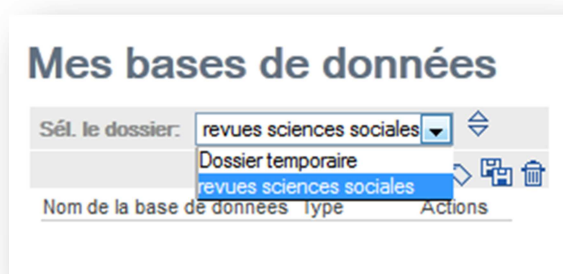 Mes bases de données
Sél. le dossier: revues sciences sociales
Dossier temporaire
revues sciences sociales
Nom de la base de données Type Actions